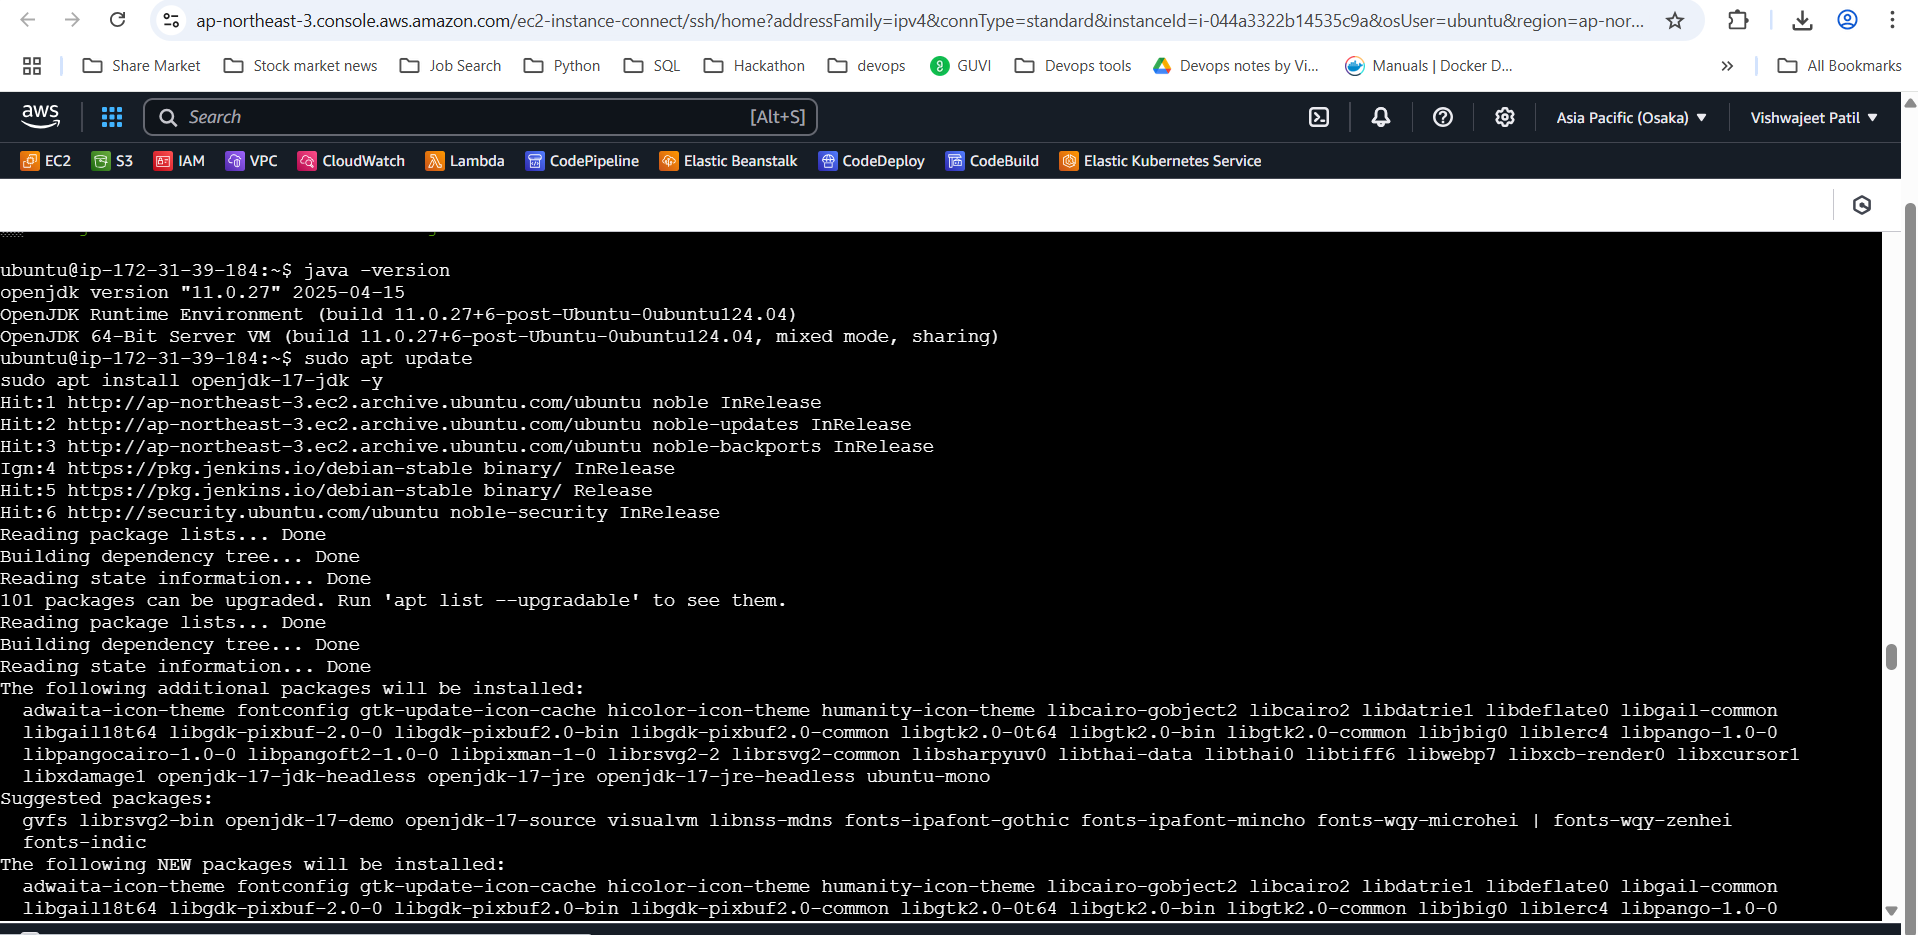 ap-northeast-3.console.aws.amazon.com/ec2-instance-connect/ssh/home?addressFamily=ipv4&connType=standard&instanceId=i-044a3322b14535c9a&osUser=ubuntu&region=ap-nor...
Share Market Stock market news Job Search Python SQL Hackathon devops GUVI Devops tools Devops notes by Vi... Manuals | Docker D... » All Bookmarks
aws Search [Alt+S] Asia Pacific (Osaka) ▼ Vishwajeet Patil ▼
EC2 S3 IAM VPC CloudWatch Lambda CodePipeline Elastic Beanstalk CodeDeploy CodeBuild Elastic Kubernetes Service
ubuntu@ip-172-31-39-184:~$ java -version
openjdk version "11.0.27" 2025-04-15
OpenJDK Runtime Environment (build 11.0.27+6-post-Ubuntu-0ubuntu124.04)
OpenJDK 64-Bit Server VM (build 11.0.27+6-post-Ubuntu-0ubuntu124.04, mixed mode, sharing)
ubuntu@ip-172-31-39-184:~$ sudo apt update
sudo apt install openjdk-17-jdk -y
Hit:1 http://ap-northeast-3.ec2.archive.ubuntu.com/ubuntu noble InRelease
Hit:2 http://ap-northeast-3.ec2.archive.ubuntu.com/ubuntu noble-updates InRelease
Hit:3 http://ap-northeast-3.ec2.archive.ubuntu.com/ubuntu noble-backports InRelease
Ign:4 https://pkg.jenkins.io/debian-stable binary/ InRelease
Hit:5 https://pkg.jenkins.io/debian-stable binary/ Release
Hit:6 http://security.ubuntu.com/ubuntu noble-security InRelease
Reading package lists... Done
Building dependency tree... Done
Reading state information... Done
101 packages can be upgraded. Run 'apt list --upgradable' to see them.
Reading package lists... Done
Building dependency tree... Done
Reading state information... Done
The following additional packages will be installed:
adwaita-icon-theme fontconfig gtk-update-icon-cache hicolor-icon-theme humanity-icon-theme libcairo-gobject2 libcairo2 libdatrie1 libdeflate0 libgail-common
libgail18t64 libgdk-pixbuf-2.0-0 libgdk-pixbuf2.0-bin libgdk-pixbuf2.0-common libgtk2.0-0t64 libgtk2.0-bin libgtk2.0-common libjbig0 liblerc4 libpango-1.0-0
libpangocairo-1.0-0 libpangoft2-1.0-0 libpixman-1-0 librsvg2-2 librsvg2-common libsharpyuv0 libthai-data libthai0 libtiff6 libwebp7 libxcb-render0 libxcursor1
libxdamage1 openjdk-17-jdk-headless openjdk-17-jre openjdk-17-jre-headless ubuntu-mono
Suggested packages:
gvfs librsvg2-bin openjdk-17-demo openjdk-17-source visualvm libnss-mdns fonts-ipafont-gothic fonts-ipafont-mincho fonts-wqy-microhei | fonts-wqy-zenhei
fonts-indic
The following NEW packages will be installed:
adwaita-icon-theme fontconfig gtk-update-icon-cache hicolor-icon-theme humanity-icon-theme libcairo-gobject2 libcairo2 libdatrie1 libdeflate0 libgail-common
libgail18t64 libgdk-pixbuf-2.0-0 libgdk-pixbuf2.0-bin libgdk-pixbuf2.0-common libgtk2.0-0t64 libgtk2.0-bin libgtk2.0-common libjbig0 liblerc4 libpango-1.0-0